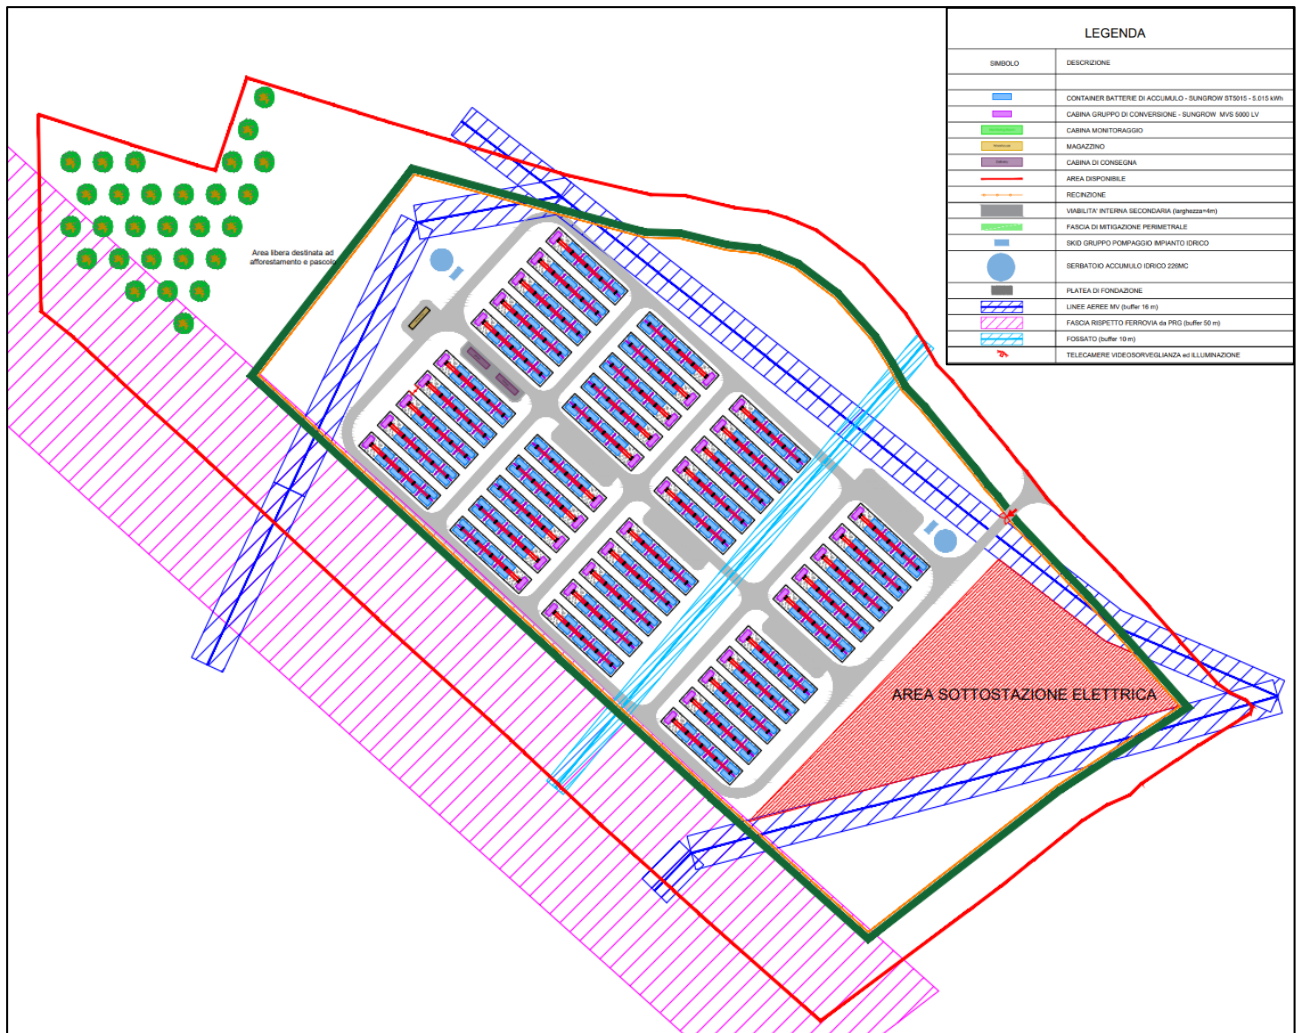 LEGENDA
SIMBOLO DESCRIZIONE
CONTAINER BATTERIE DI ACCUMULO - SUNGROW ST5015 - 5.015 kWh
CABINA GRUPPO DI CONVERSIONE - SUNGROW MVS 5000 LV
CABINA MONITORAGGIO
MAGAZZINO
CABINA DI CONSEGNA
AREA DISPONIBILE
RECINZIONE
VIABILITA' INTERNA SECONDARIA (larghezza=4m)
FASCIA DI MITIGAZIONE PERIMETRALE
SKID GRUPPO POMPAGGIO IMPIANTO IDRICO
SERBATOIO ACCUMULO IDRICO 228MC
PLATEA DI FONDAZIONE
LINEE AEREE MV (buffer 16 m)
FASCIA RISPETTO FERROVIA da PRG (buffer 50 m)
FOSSATO (buffer 10 m)
TELECAMERE VIDEOSORVEGLIANZA ed ILLUMINAZIONE
Area libera destinata ad
afforestamento e pascolo
AREA SOTTOSTAZIONE ELETTRICA